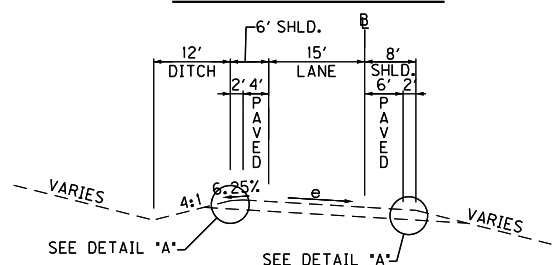 6' SHLD.
BL
12'
DITCH
15'
LANE
8'
SHLD.
2' 4'
PAVED
6' 2'
PAVED
6.25%
4:1
e
VARIES
VARIES
SEE DETAIL "A"
SEE DETAIL "A"